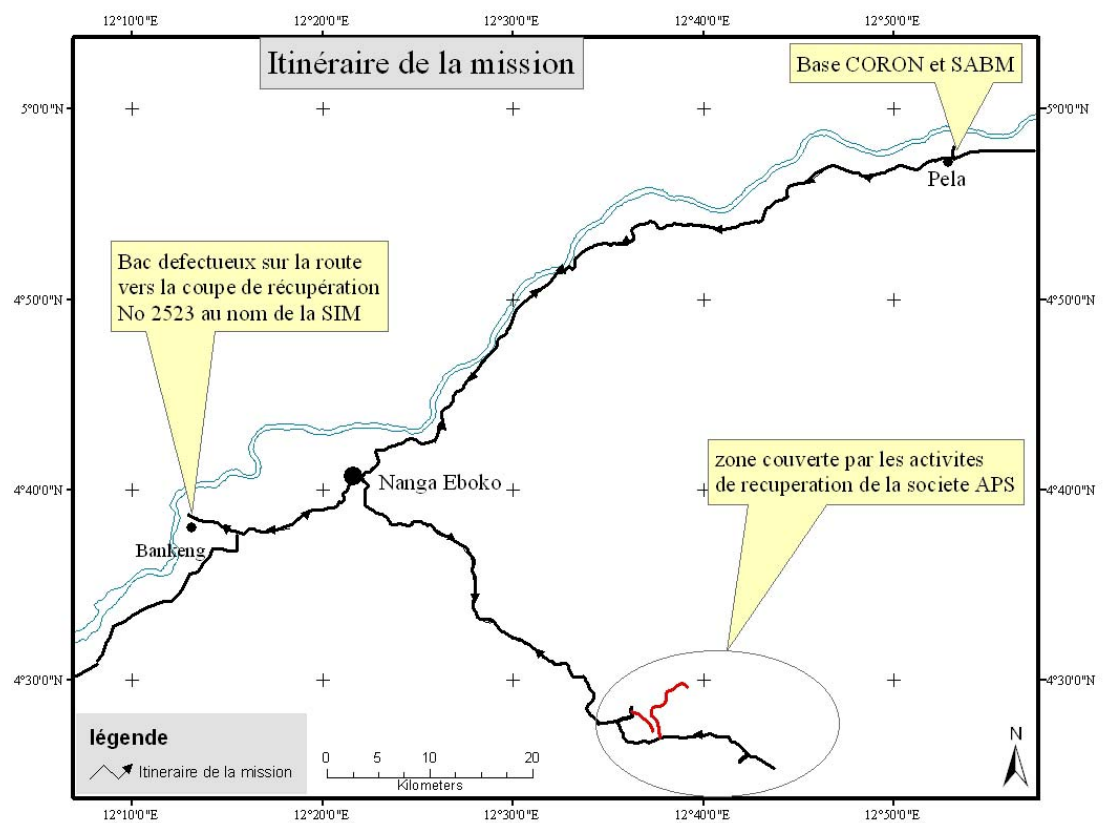 12°10'0"E
12°20'0"E
12°30'0"E
12°40'0"E
12°50'0"E
Itinéraire de la mission
Base CORON et SABM
5°0'0"N
5°0'0"N
Pela
Bac defectueux sur la route
vers la coupe de récupération
No 2523 au nom de la SIM
4°50'0"N
4°50'0"N
zone couverte par les activites
de recuperation de la societe APS
4°40'0"N
Nanga Eboko
4°40'0"N
Bankeng
4°30'0"N
4°30'0"N
légende
Itineraire de la mission
0 5 10 20
Kilometers
N
12°10'0"E
12°20'0"E
12°30'0"E
12°40'0"E
12°50'0"E